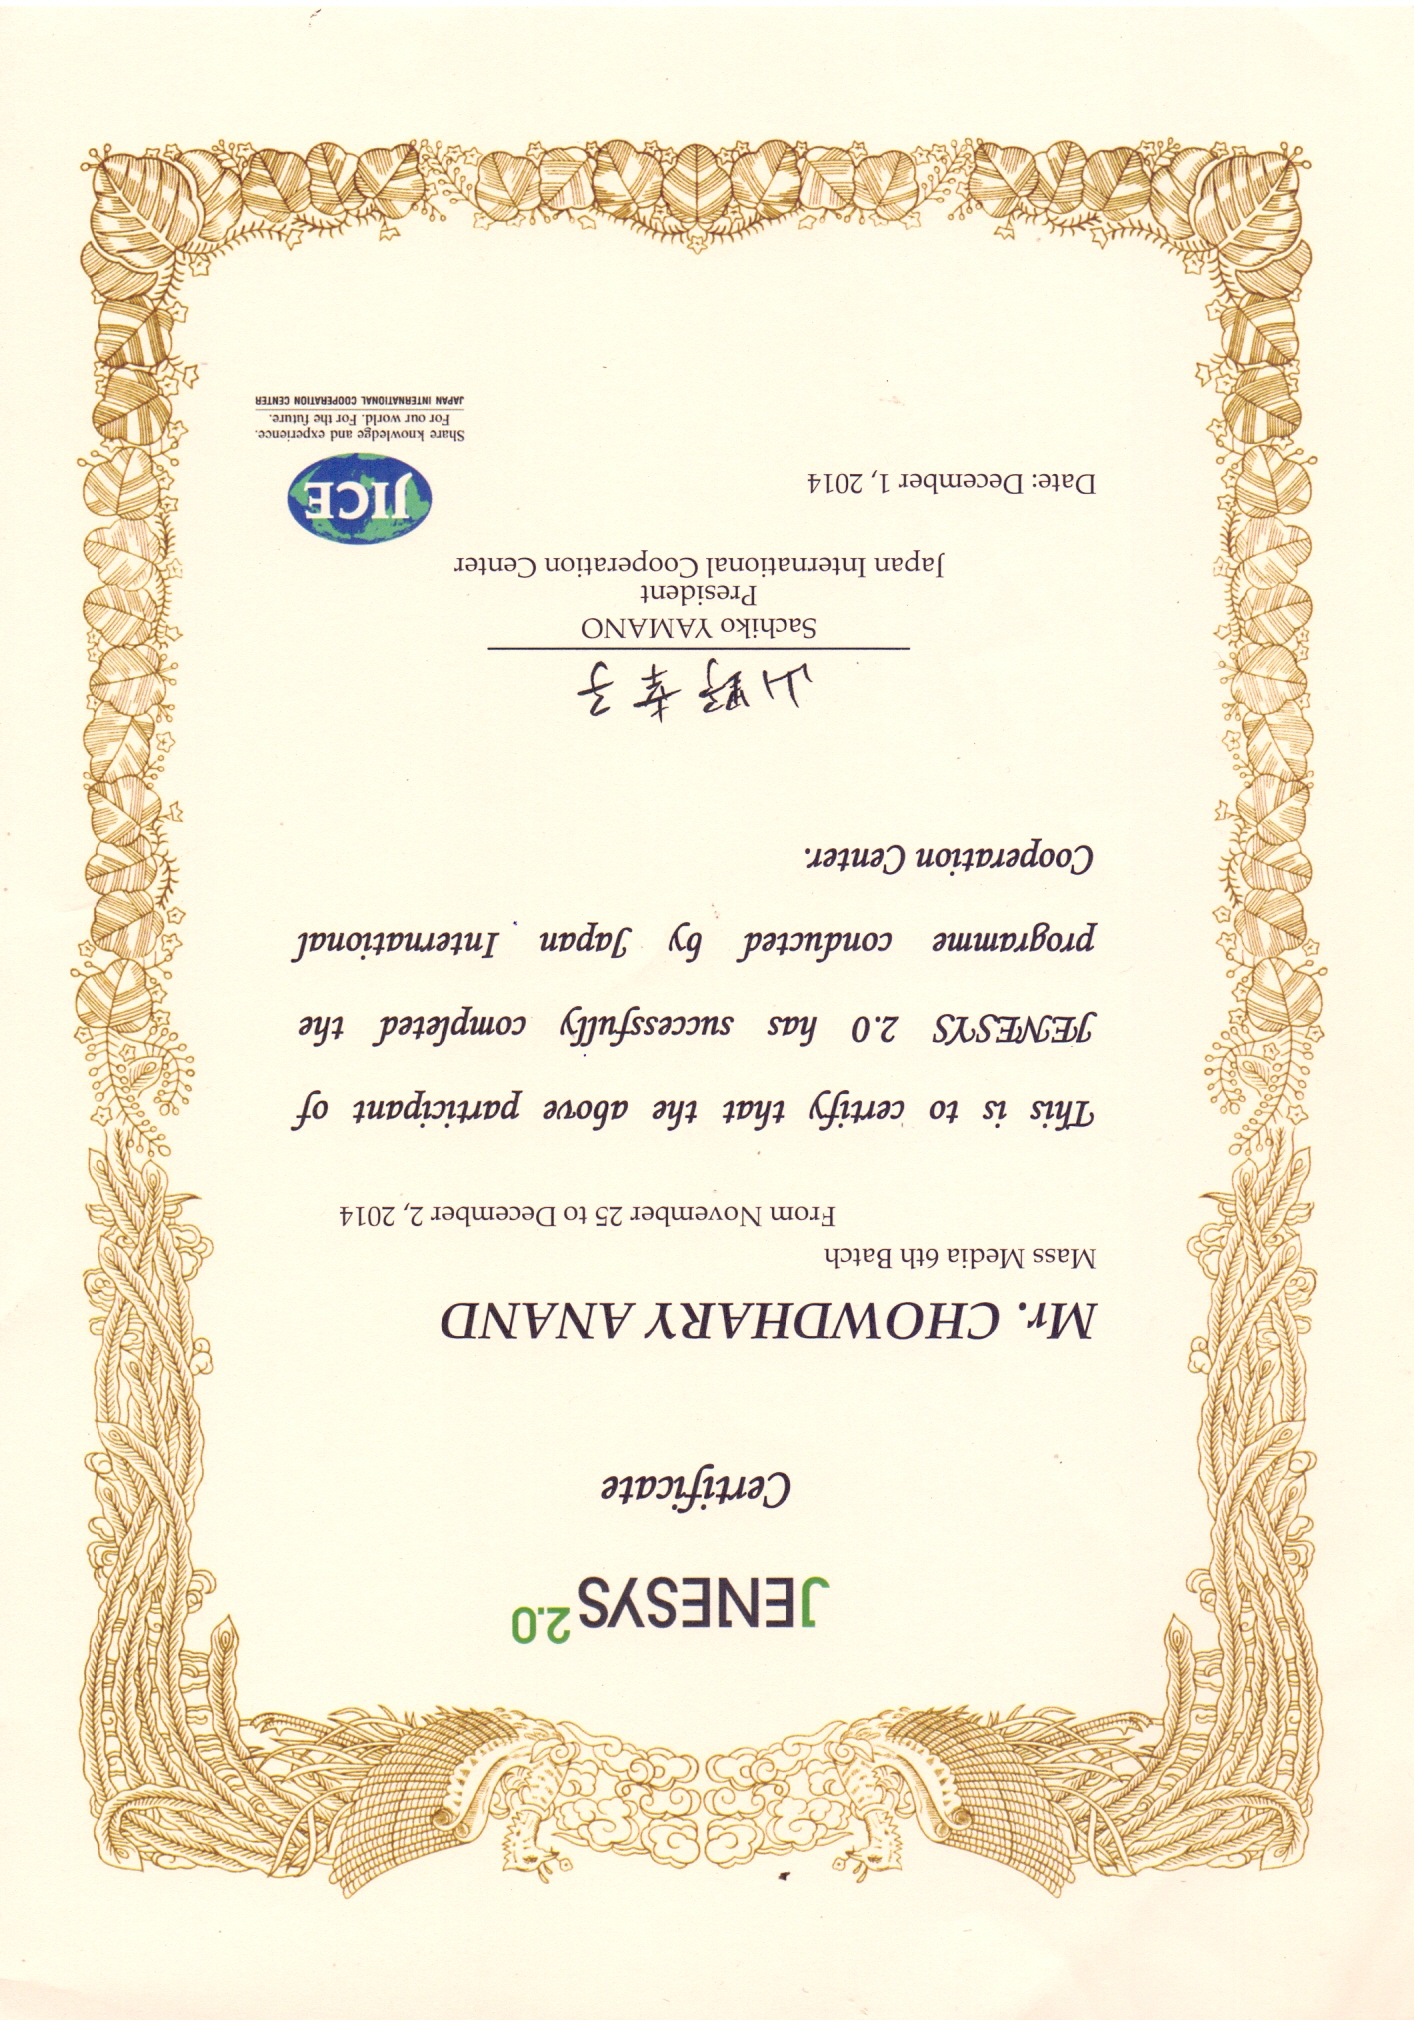 JENESYS 2.0
Certificate
Mr. CHOWDHARY ANAND
Mass Media 6th Batch
From November 25 to December 2, 2014
This is to certify that the above participant of
JENESYS 2.0 has successfully completed the
programme conducted by Japan International
Cooperation Center.
山野幸子
Sachiko YAMANO
President
Japan International Cooperation Center
Date: December 1, 2014
JICE
Share knowledge and experience.
For our world. For the future.
JAPAN INTERNATIONAL COOPERATION CENTER